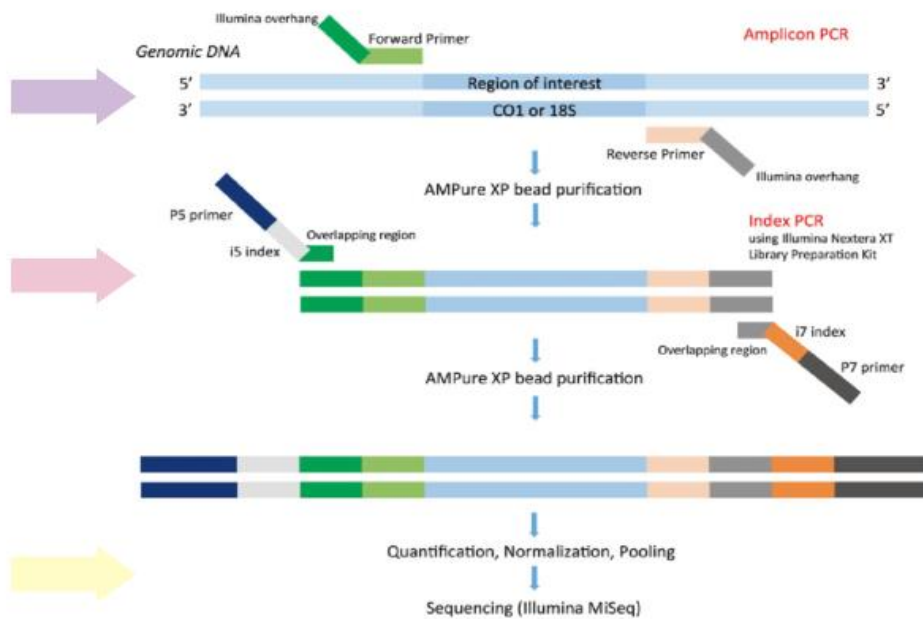 Illumina overhang
Genomic DNA
Forward Primer
Amplicon PCR
5’ Region of interest 3’
3’ CO1 or 18S 5’
Reverse Primer
Illumina overhang
AMPure XP bead purification
P5 primer
i5 index
Overlapping region
Index PCR
using Illumina Nextera XT
Library Preparation Kit
Overlapping region
i7 index
P7 primer
AMPure XP bead purification
Quantification, Normalization, Pooling
Sequencing (Illumina MiSeq)